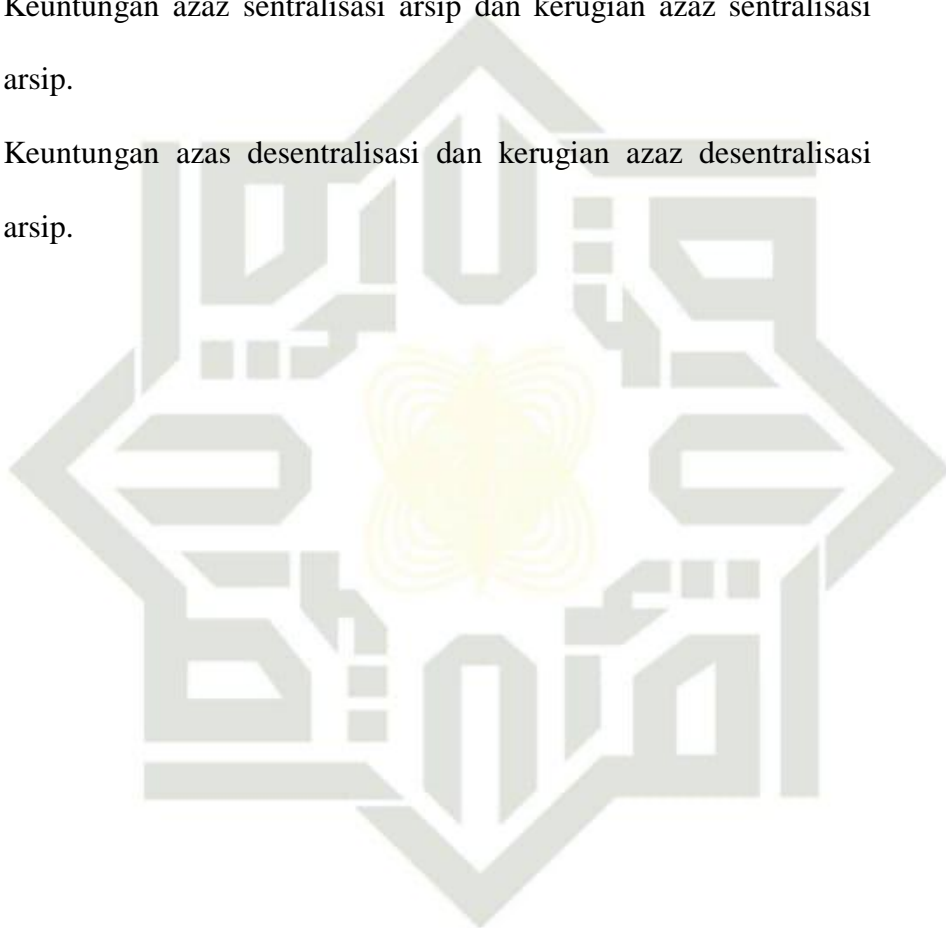 Keuntungan azaz sentralisasi arsip dan kerugian azaz sentralisasi
arsip.
Keuntungan azas desentralisasi dan kerugian azaz desentralisasi
arsip.